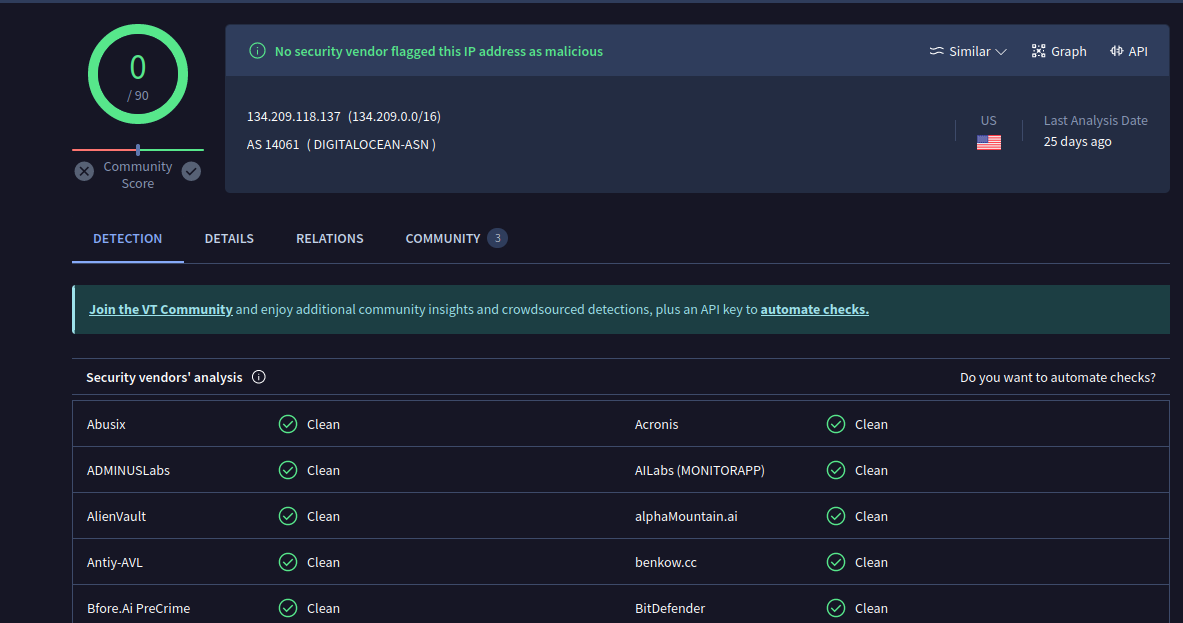 0
/ 90
Community
Score
No security vendor flagged this IP address as malicious
Similar
Graph
API
134.209.118.137 (134.209.0.0/16)
AS 14061 ( DIGITALOCEAN-ASN )
US
Last Analysis Date
25 days ago
DETECTION
DETAILS
RELATIONS
COMMUNITY 3
Join the VT Community and enjoy additional community insights and crowdsourced detections, plus an API key to automate checks.
Security vendors' analysis
Do you want to automate checks?
Abusix Clean Acronis Clean
ADMINUSLabs Clean AILabs (MONITORAPP) Clean
AlienVault Clean alphaMountain.ai Clean
Antiy-AVL Clean benkow.cc Clean
Bfore.Ai PreCrime Clean BitDefender Clean